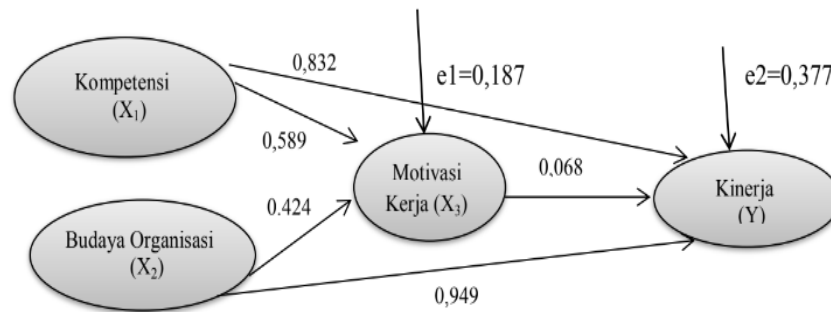 Kompetensi
(X₁)
0,832
e1=0,187
e2=0,377
0,589
Motivasi
Kerja (X₃)
0,068
Kinerja
(Y)
0.424
Budaya Organisasi
(X₂)
0,949